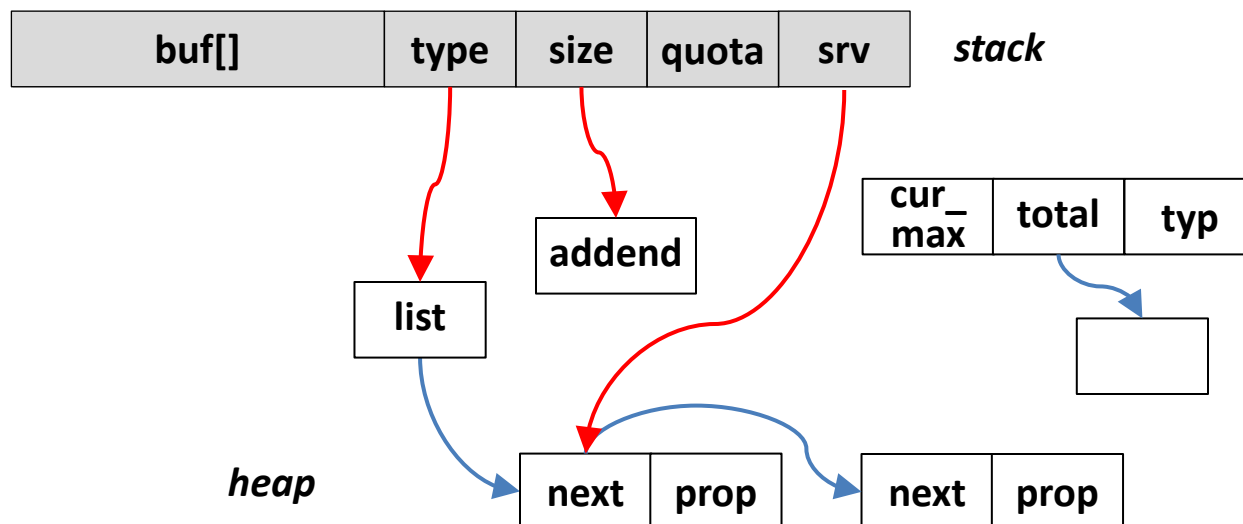 buf[] type size quota srv stack
cur_
max total typ
addend
list
heap
next prop next prop